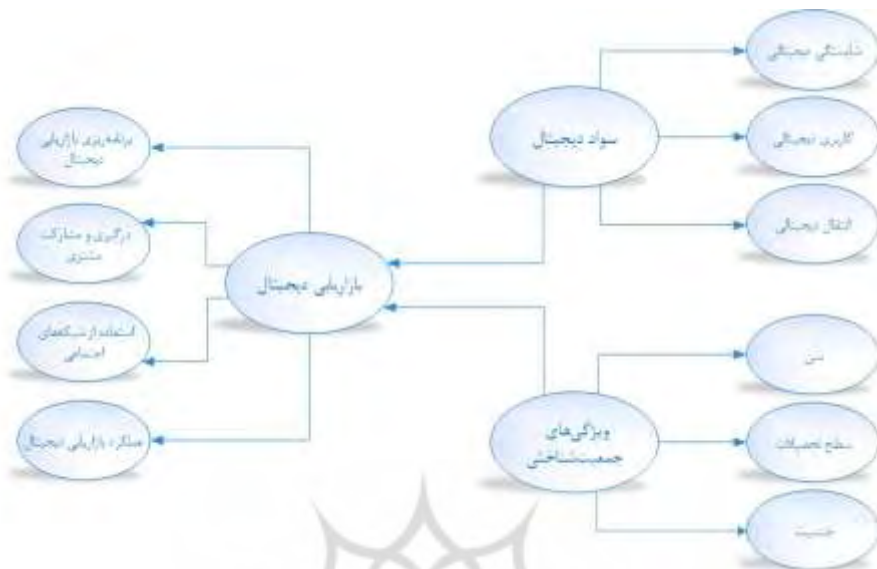 شایستگی دیجیتالی
سواد دیجیتال
کاربری دیجیتالی
انتقال دیجیتالی
برنامه‌ریزی بازاریابی
دیجیتال
درگیری و مشارکت
مشتری
بازاریابی دیجیتال
استفاده از شبکه‌های
اجتماعی
عملکرد بازاریابی دیجیتال
ویژگی‌های
جمعیت‌شناختی
سن
سطح تحصیلات
جنسیت